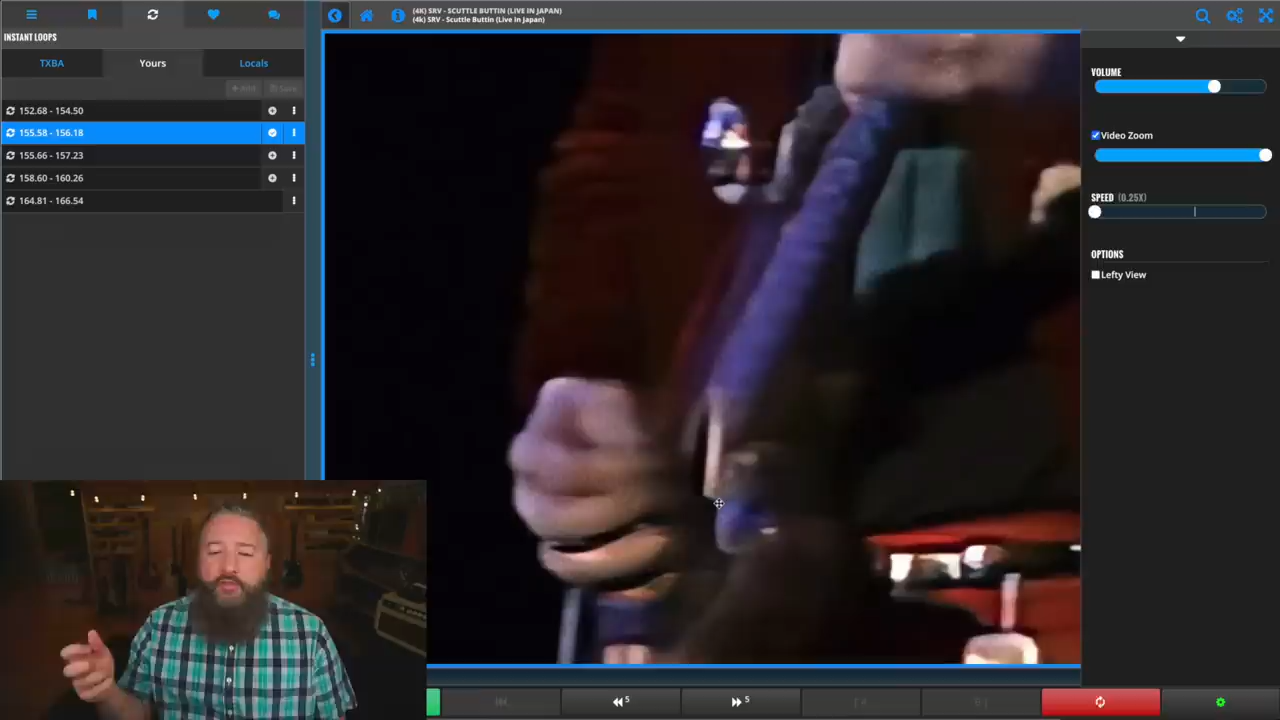 (4K) SRV - SCUTTLE BUTTIN (LIVE IN JAPAN)
(4k) SRV - Scuttle Buttin (Live in Japan)
INSTANT LOOPS
TXBA
Yours
Locals
+ Add
Save
152.68 - 154.50
155.58 - 156.18
155.66 - 157.23
158.60 - 160.26
164.81 - 166.54
VOLUME
Video Zoom
SPEED (0.25X)
OPTIONS
Lefty View
5
5